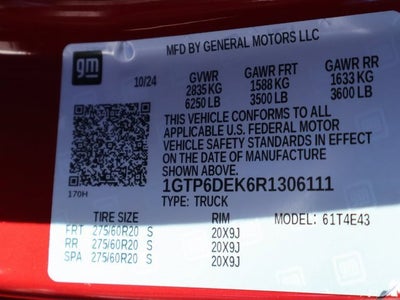 gm
MFD BY GENERAL MOTORS LLC
10/24 GVWR GAWR FRT GAWR RR
2835 KG 1588 KG 1633 KG
6250 LB 3500 LB 3600 LB
THIS VEHICLE CONFORMS TO ALL
APPLICABLE U.S. FEDERAL MOTOR
VEHICLE SAFETY STANDARDS IN EFFECT
ON THE DATE OF MANUFACTURE
SHOWN ABOVE.
1GTP6DEK6R1306111
170H TYPE: TRUCK
TIRE SIZE RIM MODEL: 61T4E43
FRT 275/60R20 S 20X9J
RR 275/60R20 S 20X9J
SPA 275/60R20 S 20X9J